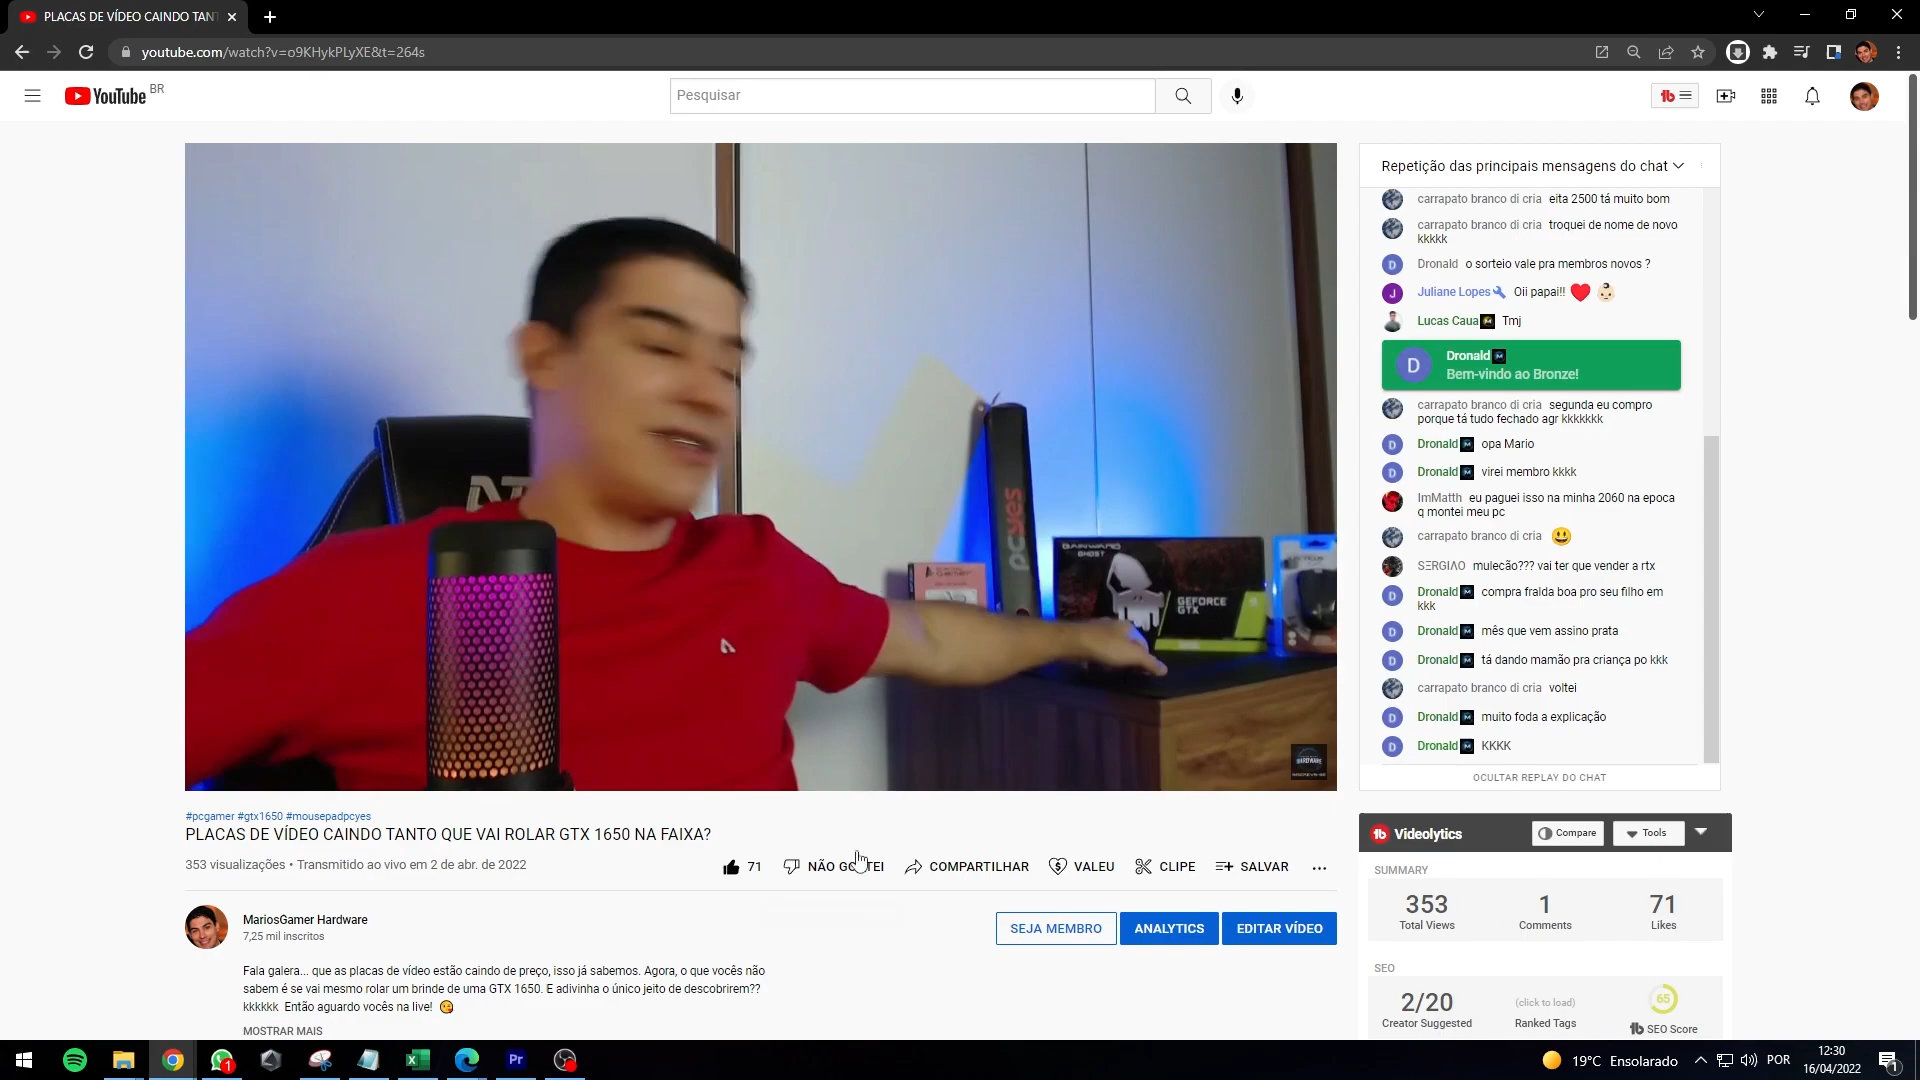 PLACAS DE VÍDEO CAINDO TANT
youtube.com/watch?v=o9KHykPLyXE&t=264s
YouTube BR
Pesquisar
Repetição das principais mensagens do chat
carrapato branco di cria eita 2500 tá muito bom
carrapato branco di cria troquei de nome de novo
kkkkk
Dronald o sorteio vale pra membros novos ?
Juliane Lopes Oii papai!! ❤️ 👶🏻
Lucas Caua Tmj
D Dronald
Bem-vindo ao Bronze!
carrapato branco di cria segunda eu compro
porque tá tudo fechado agr kkkkkkk
Dronald opa Mario
Dronald virei membro kkkk
ImMatth eu paguei isso na minha 2060 na epoca
q montei meu pc
carrapato branco di cria 😃
SΞRGIΛO mulecão??? vai ter que vender a rtx
Dronald compra fralda boa pro seu filho em
kkk
Dronald mês que vem assino prata
Dronald tá dando mamão pra criança po kkk
carrapato branco di cria voltei
Dronald muito foda a explicação
Dronald KKKK
OCULTAR REPLAY DO CHAT
pcyes
GAINWARD
GHOST
GEFORCE
GTX
HARDWARE
INSCREVA-SE
#pcgamer #gtx1650 #mousepadpcyes
PLACAS DE VÍDEO CAINDO TANTO QUE VAI ROLAR GTX 1650 NA FAIXA?
353 visualizações • Transmitido ao vivo em 2 de abr. de 2022
71 NÃO GOSTEI COMPARTILHAR VALEU CLIPE SALVAR ...
MariosGamer Hardware
7,25 mil inscritos
SEJA MEMBRO ANALYTICS EDITAR VÍDEO
Fala galera... que as placas de vídeo estão caindo de preço, isso já sabemos. Agora, o que vocês não
sabem é se vai mesmo rolar um brinde de uma GTX 1650. E adivinha o único jeito de descobrirem??
kkkkkk Então aguardo vocês na live! 😘
MOSTRAR MAIS
Videolytics Compare Tools
SUMMARY
353 1 71
Total Views Comments Likes
SEO
2/20 (click to load) 65
Creator Suggested Ranked Tags SEO Score
1 Pr 19°C Ensolarado POR 12:30
16/04/2022 1